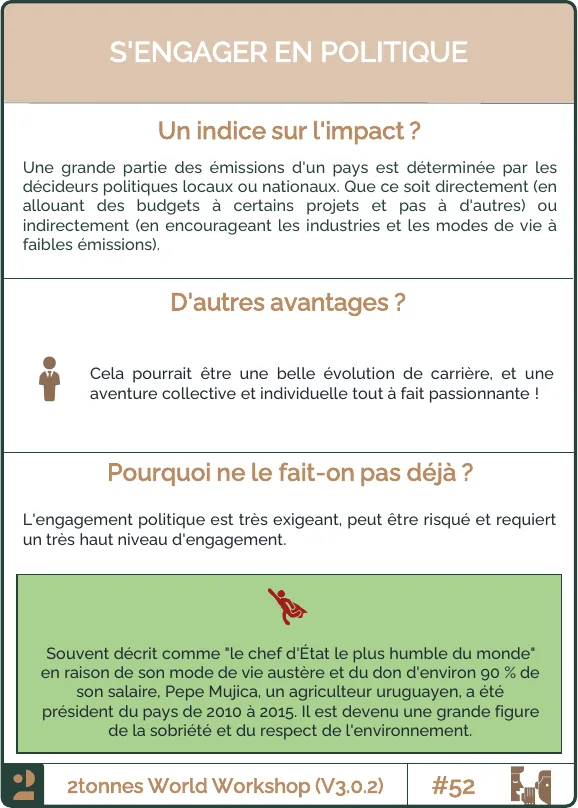 S'ENGAGER EN POLITIQUE
Un indice sur l'impact ?
Une grande partie des émissions d'un pays est déterminée par les
décideurs politiques locaux ou nationaux. Que ce soit directement (en
allouant des budgets à certains projets et pas à d'autres) ou
indirectement (en encourageant les industries et les modes de vie à
faibles émissions).
D'autres avantages ?
Cela pourrait être une belle évolution de carrière, et une
aventure collective et individuelle tout à fait passionnante !
Pourquoi ne le fait-on pas déjà ?
L'engagement politique est très exigeant, peut être risqué et requiert
un très haut niveau d'engagement.
Souvent décrit comme "le chef d'État le plus humble du monde"
en raison de son mode de vie austère et du don d'environ 90 % de
son salaire, Pepe Mujica, un agriculteur uruguayen, a été
président du pays de 2010 à 2015. Il est devenu une grande figure
de la sobriété et du respect de l'environnement.
2tonnes World Workshop (V3.0.2)
#52